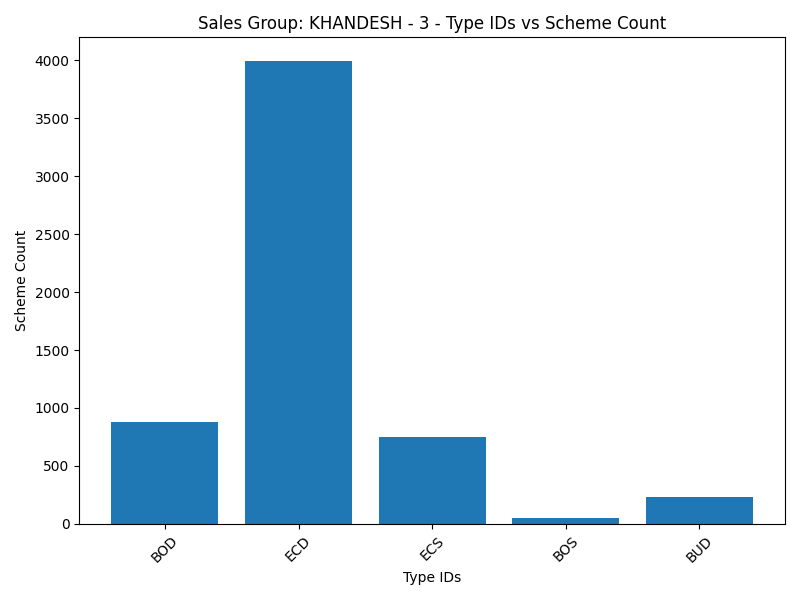 Sales Group: KHANDESH - 3 - Type IDs vs Scheme Count
4000
3500
3000
2500
2000
1500
1000
500
0
Scheme Count
BOD
ECD
ECS
BOS
BUD
Type IDs